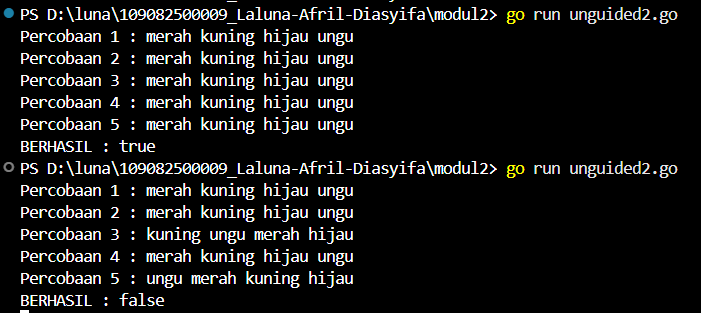 PS D:\luna\109082500009_Laluna-Afril-Diasyifa\modul2> go run unguided2.go
Percobaan 1 : merah kuning hijau ungu
Percobaan 2 : merah kuning hijau ungu
Percobaan 3 : merah kuning hijau ungu
Percobaan 4 : merah kuning hijau ungu
Percobaan 5 : merah kuning hijau ungu
BERHASIL : true
PS D:\luna\109082500009_Laluna-Afril-Diasyifa\modul2> go run unguided2.go
Percobaan 1 : merah kuning hijau ungu
Percobaan 2 : merah kuning hijau ungu
Percobaan 3 : kuning ungu merah hijau
Percobaan 4 : merah kuning hijau ungu
Percobaan 5 : ungu merah kuning hijau
BERHASIL : false